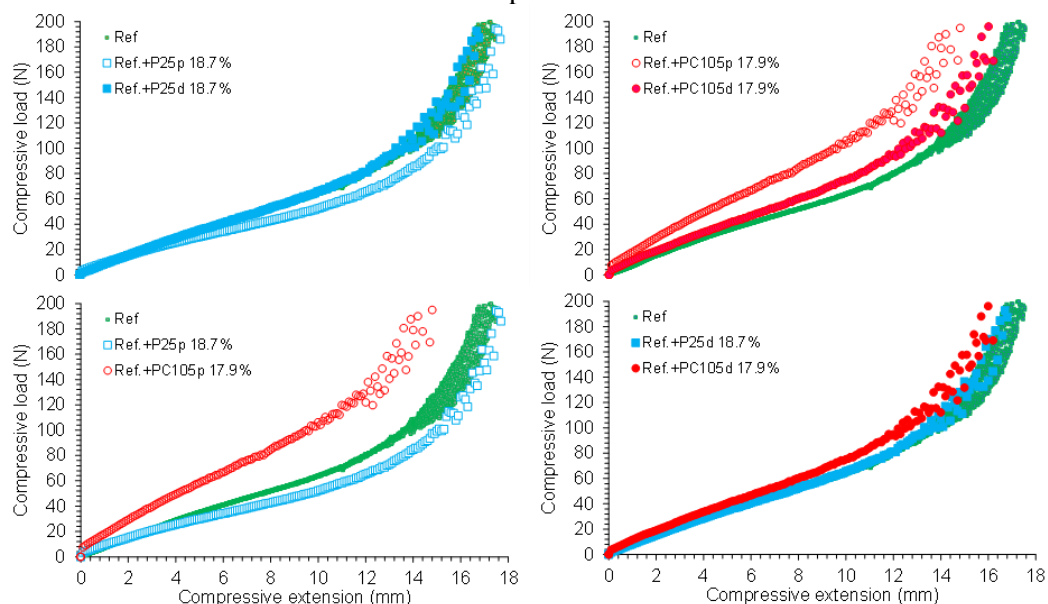 200
180
160
140
120
100
80
60
40
20
0
Compressive load (N)
Ref
Ref.+P25p 18.7%
Ref.+P25d 18.7%
200
180
160
140
120
100
80
60
40
20
0
Compressive load (N)
Ref
Ref.+PC105p 17.9%
Ref.+PC105d 17.9%
200
180
160
140
120
100
80
60
40
20
0
Compressive load (N)
Ref
Ref.+P25p 18.7%
Ref.+PC105p 17.9%
0 2 4 6 8 10 12 14 16 18
Compressive extension (mm)
200
180
160
140
120
100
80
60
40
20
0
Compressive load (N)
Ref
Ref.+P25d 18.7%
Ref.+PC105d 17.9%
0 2 4 6 8 10 12 14 16 18
Compressive extension (mm)